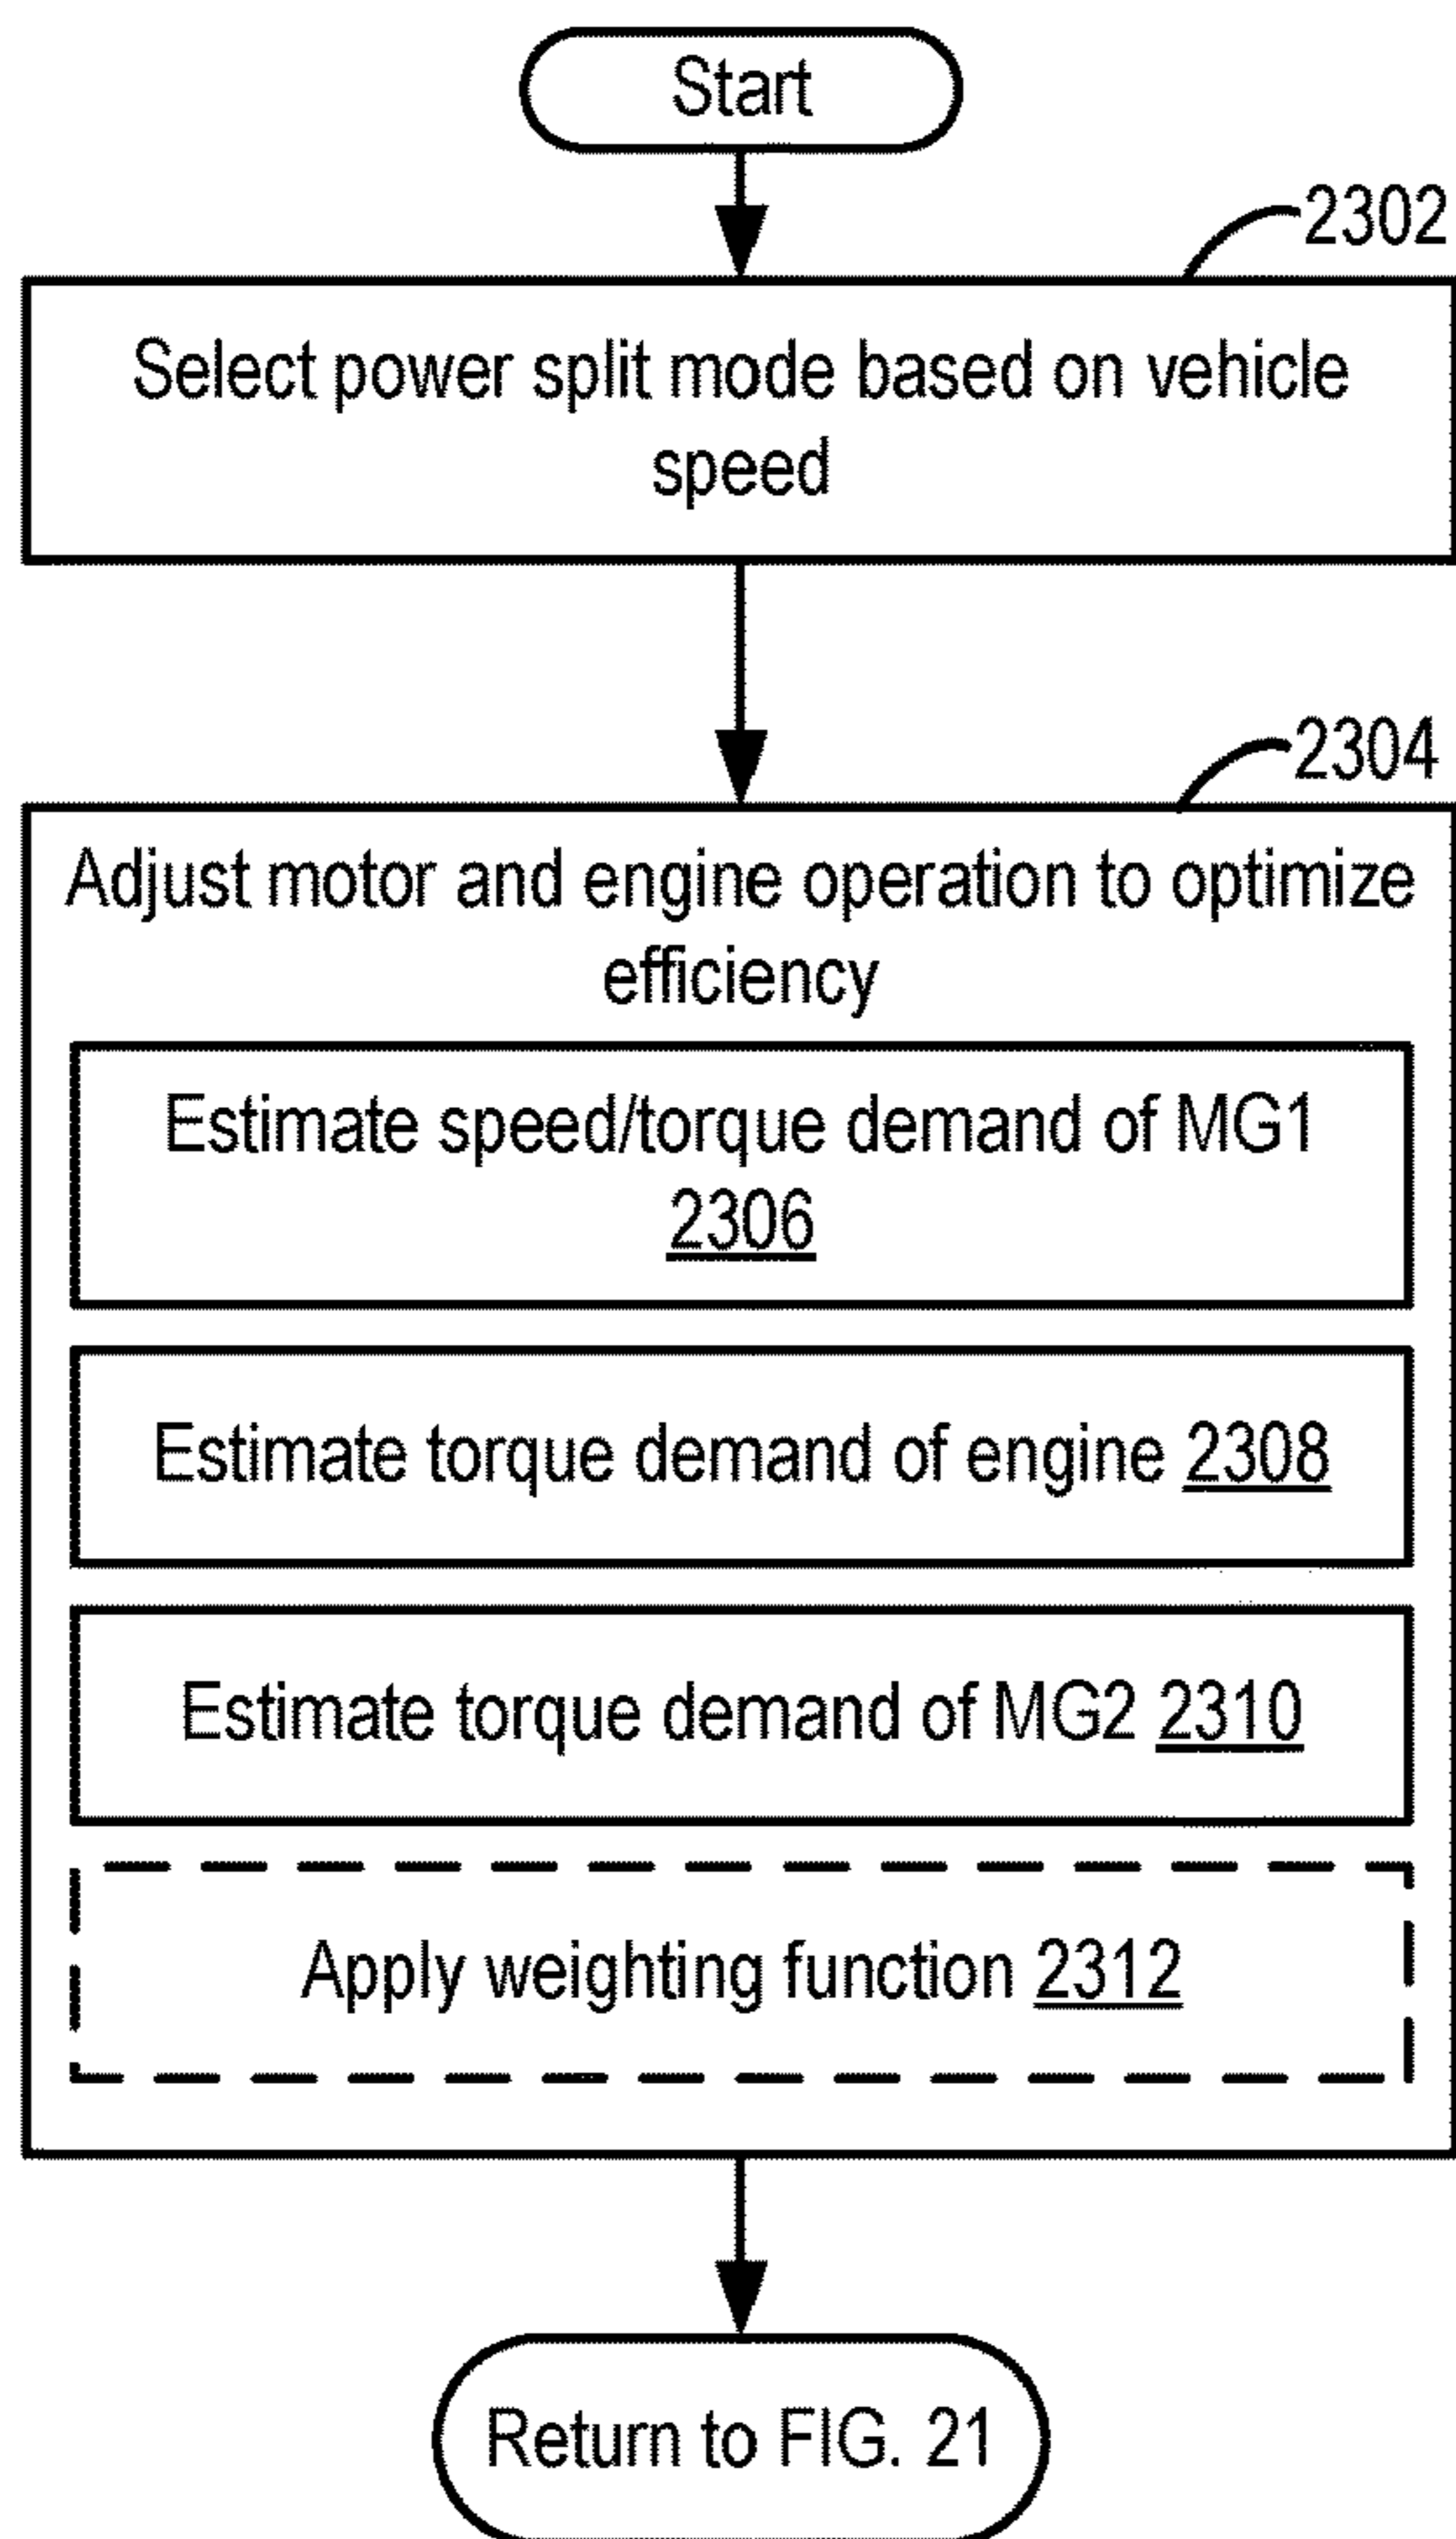 Start
2302
Select power split mode based on vehicle
speed
2304
Adjust motor and engine operation to optimize
efficiency
Estimate speed/torque demand of MG1
2306
Estimate torque demand of engine 2308
Estimate torque demand of MG2 2310
Apply weighting function 2312
Return to FIG. 21